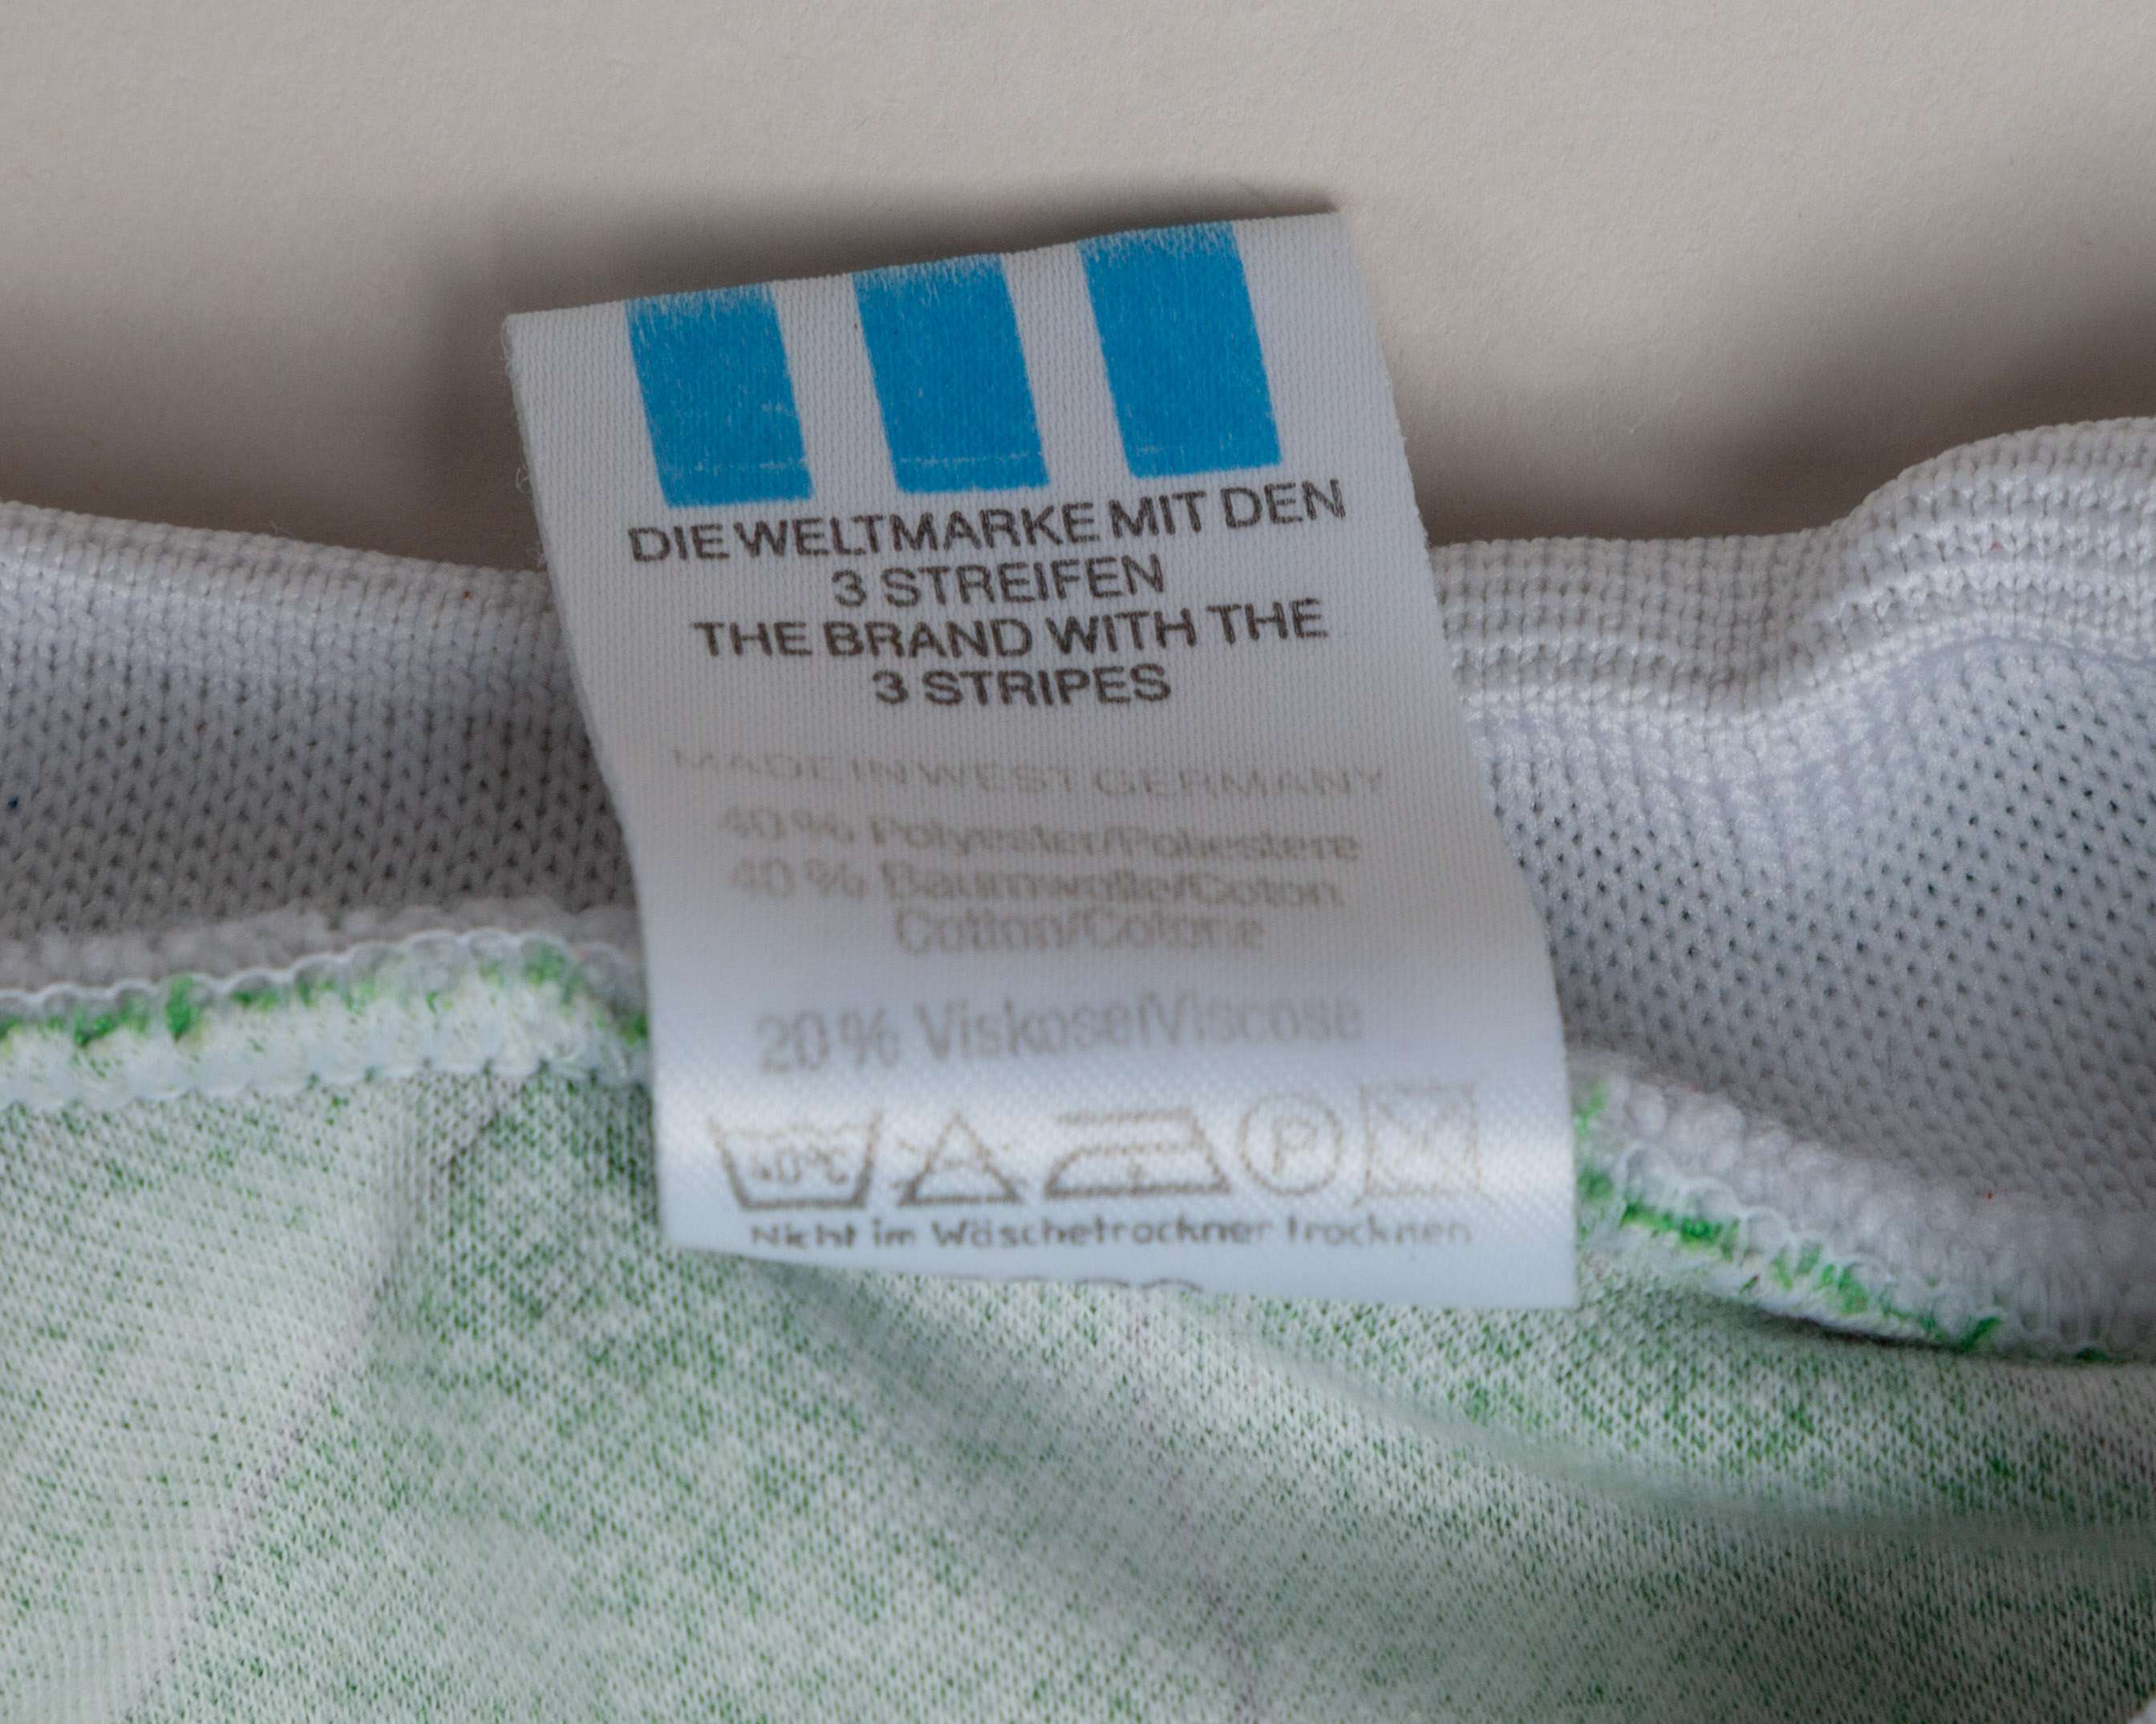 DIE WELTMARKE MIT DEN
3 STREIFEN
THE BRAND WITH THE
3 STRIPES
MADE IN WEST GERMANY
40% Polyester/Poliestere
40% Baumwolle/Coton
Cotton/Cotone
20% Viskose/Viscose
40°C P
Nicht im Wäschetrockner trocknen